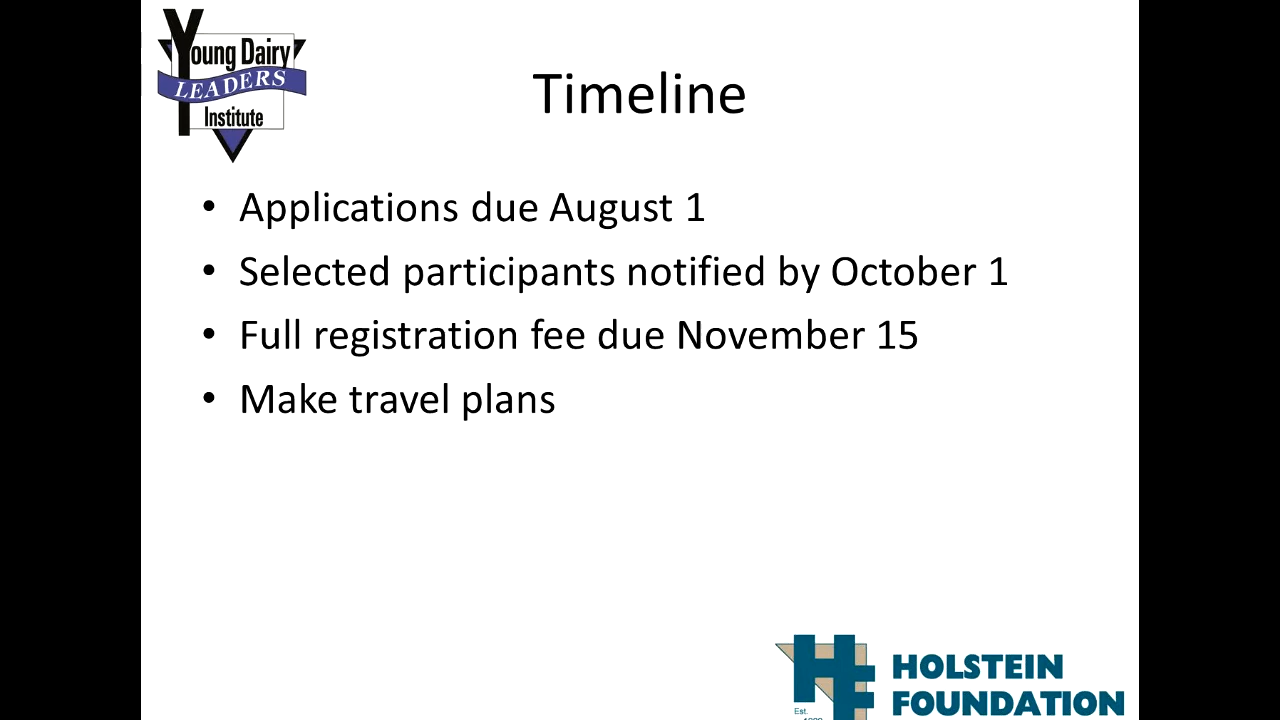 Young Dairy
LEADERS
Institute
Timeline
• Applications due August 1
• Selected participants notified by October 1
• Full registration fee due November 15
• Make travel plans
HOLSTEIN
FOUNDATION
Est.